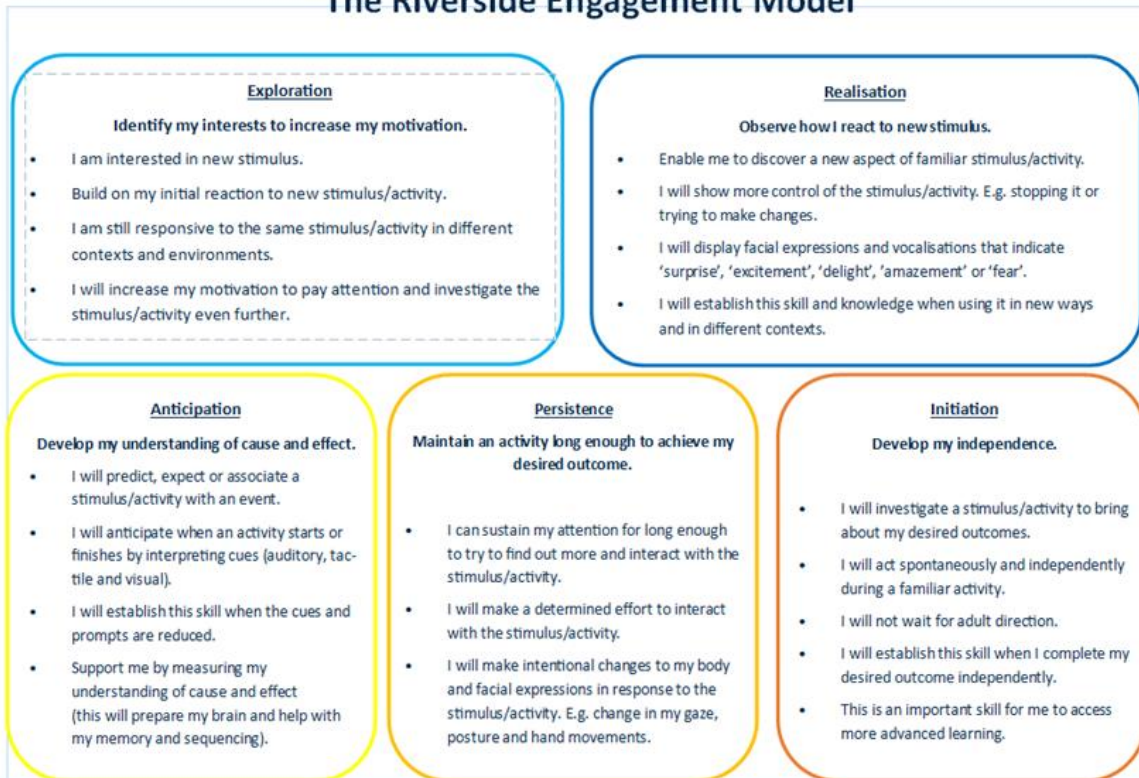 The Riverside Engagement Model
Exploration
Identify my interests to increase my motivation.
• I am interested in new stimulus.
• Build on my initial reaction to new stimulus/activity.
• I am still responsive to the same stimulus/activity in different
contexts and environments.
• I will increase my motivation to pay attention and investigate the
stimulus/activity even further.
Realisation
Observe how I react to new stimulus.
• Enable me to discover a new aspect of familiar stimulus/activity.
• I will show more control of the stimulus/activity. E.g. stopping it or
trying to make changes.
• I will display facial expressions and vocalisations that indicate
‘surprise’, ‘excitement’, ‘delight’, ’amazement’ or ‘fear’.
• I will establish this skill and knowledge when using it in new ways
and in different contexts.
Anticipation
Develop my understanding of cause and effect.
• I will predict, expect or associate a
stimulus/activity with an event.
• I will anticipate when an activity starts or
finishes by interpreting cues (auditory, tac-
tile and visual).
• I will establish this skill when the cues and
prompts are reduced.
• Support me by measuring my
understanding of cause and effect
(this will prepare my brain and help with
my memory and sequencing).
Persistence
Maintain an activity long enough to achieve my
desired outcome.
• I can sustain my attention for long enough
to try to find out more and interact with the
stimulus/activity.
• I will make a determined effort to interact
with the stimulus/activity.
• I will make intentional changes to my body
and facial expressions in response to the
stimulus/activity. E.g. change in my gaze,
posture and hand movements.
Initiation
Develop my independence.
• I will investigate a stimulus/activity to bring
about my desired outcomes.
• I will act spontaneously and independently
during a familiar activity.
• I will not wait for adult direction.
• I will establish this skill when I complete my
desired outcome independently.
• This is an important skill for me to access
more advanced learning.